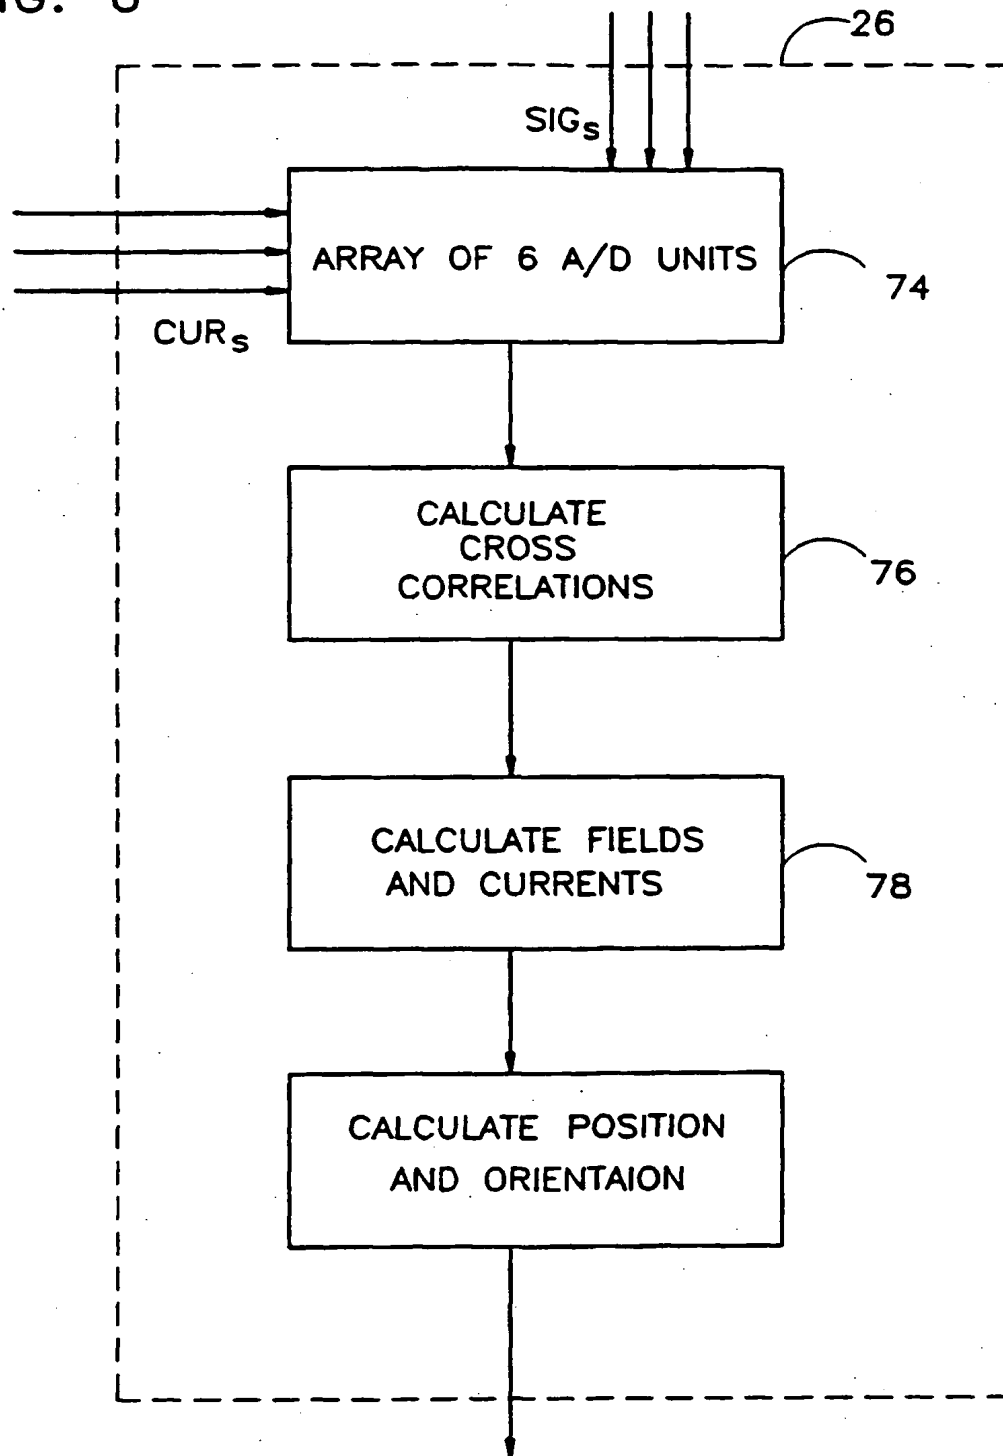 26
SIGs
ARRAY OF 6 A/D UNITS
74
CURs
CALCULATE
CROSS
CORRELATIONS
76
CALCULATE FIELDS
AND CURRENTS
78
CALCULATE POSITION
AND ORIENTAION